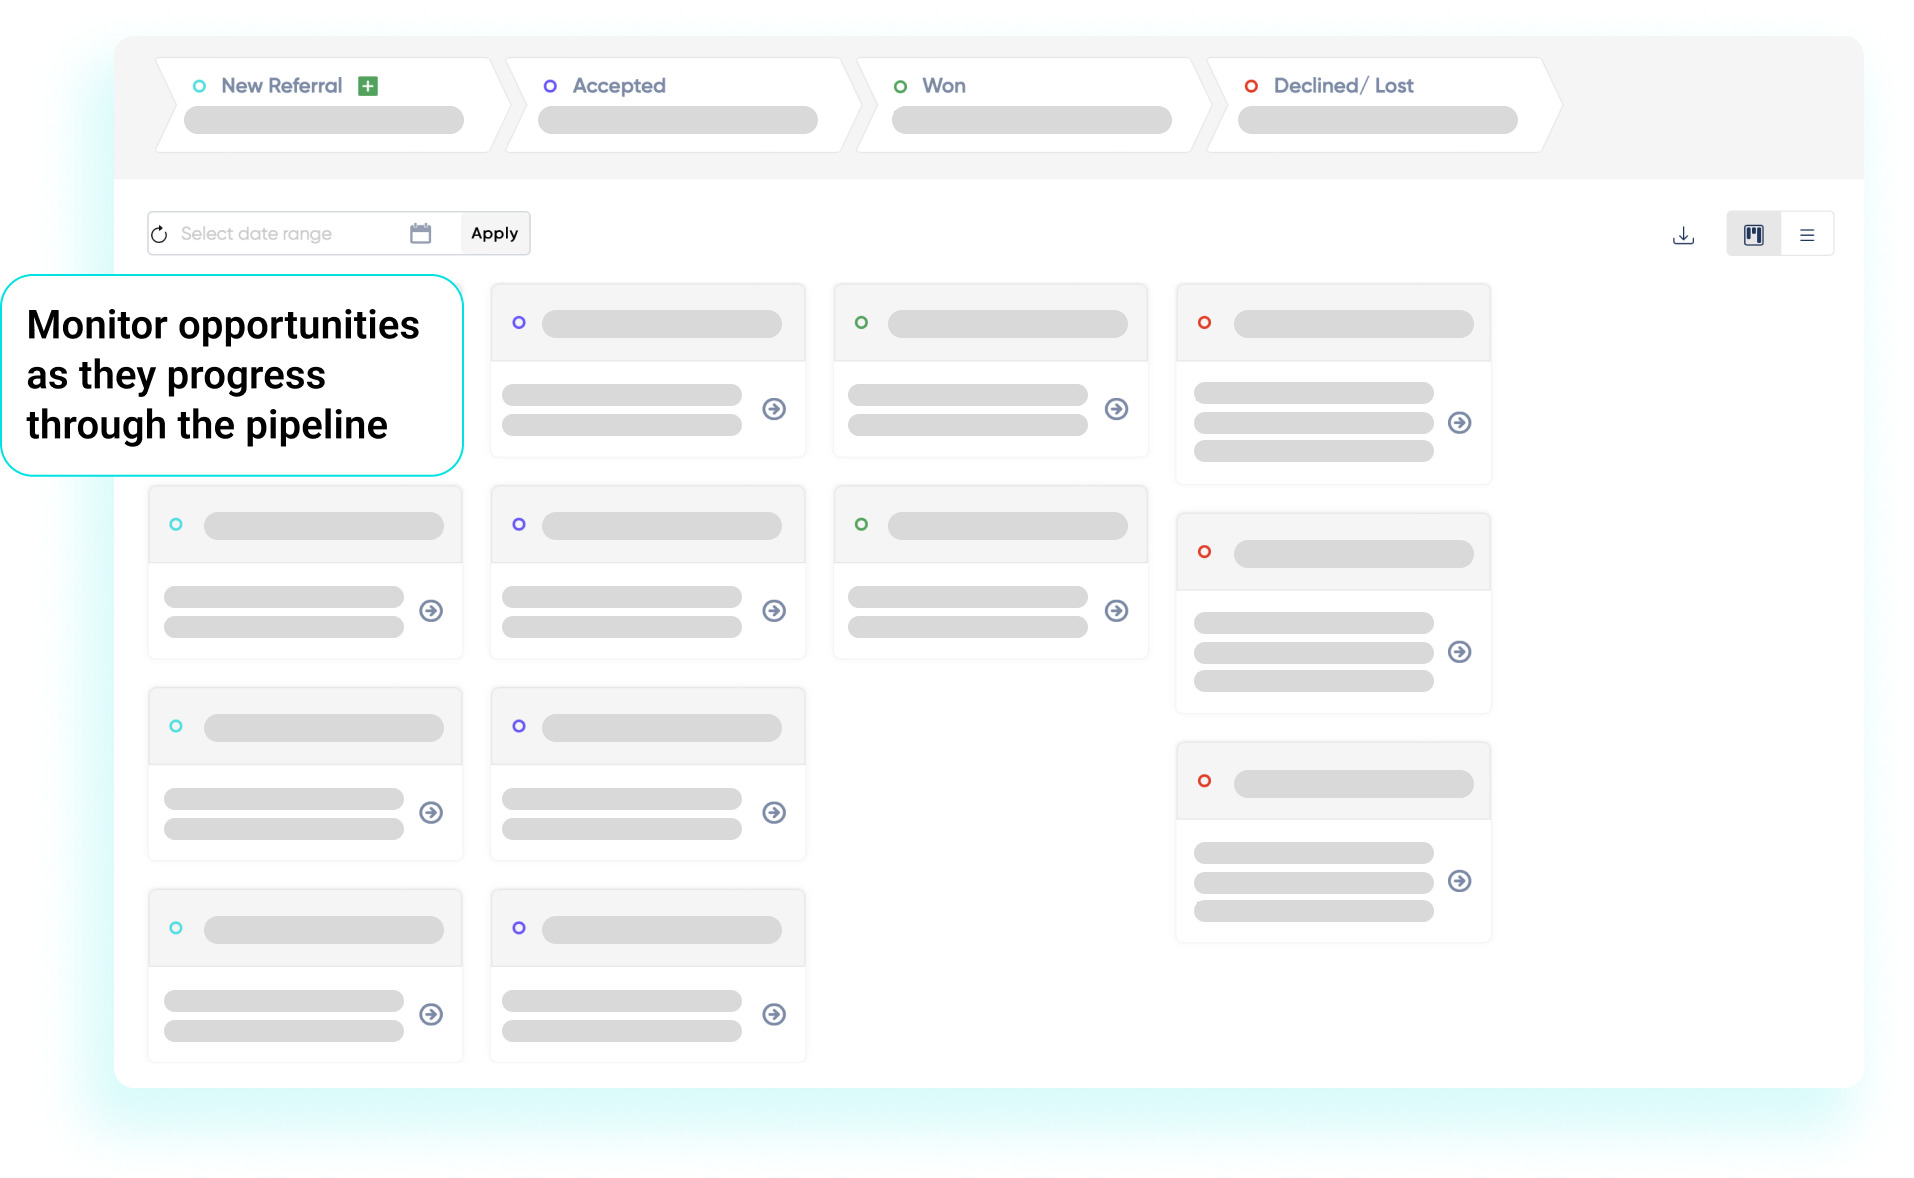 New Referral
Accepted
Won
Declined/ Lost
Select date range
Apply
Monitor opportunities
as they progress
through the pipeline